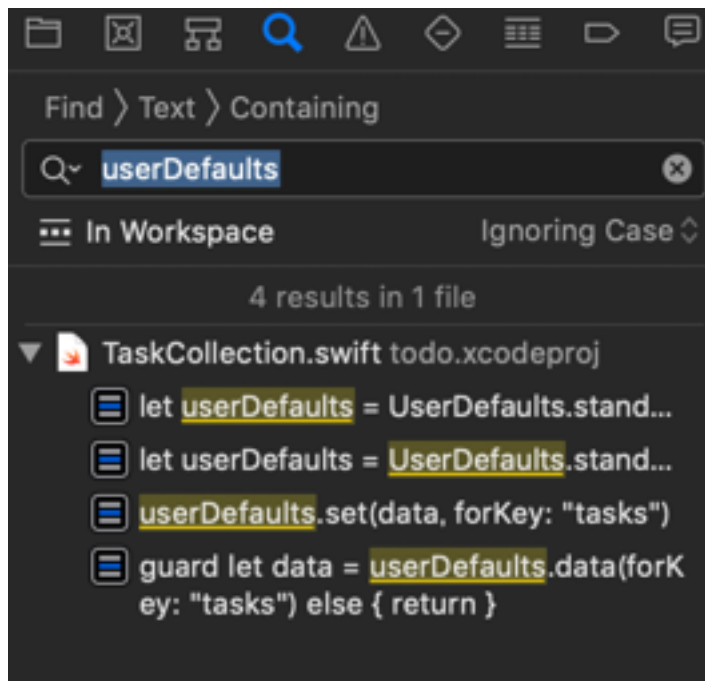 Find 〉 Text 〉 Containing
userDefaults
In Workspace Ignoring Case
4 results in 1 file
TaskCollection.swift todo.xcodeproj
let userDefaults = UserDefaults.stand...
let userDefaults = UserDefaults.stand...
userDefaults.set(data, forKey: "tasks")
guard let data = userDefaults.data(forK
ey: "tasks") else { return }